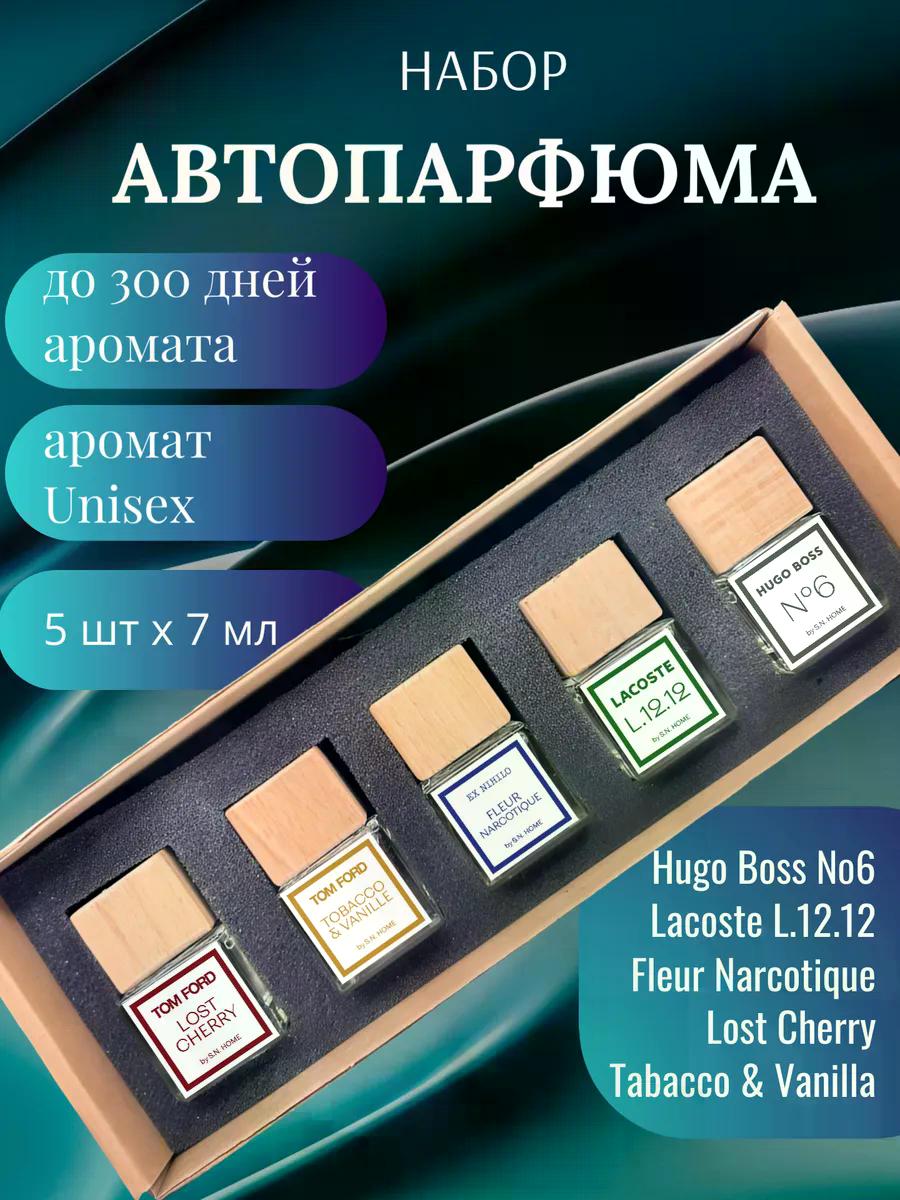 НАБОР
АВТОПАРФЮМА
до 300 дней
аромата
аромат
Unisex
5 шт х 7 мл
HUGO BOSS
Nº6
by S.N. HOME
LACOSTE
L.12.12
by S.N. HOME
EX NIHILO
FLEUR
NARCOTIQUE
by S.N. HOME
TOM FORD
TOBACCO
& VANILLE
by S.N. HOME
TOM FORD
LOST
CHERRY
by S.N. HOME
Hugo Boss No6
Lacoste L.12.12
Fleur Narcotique
Lost Cherry
Tabacco & Vanilla